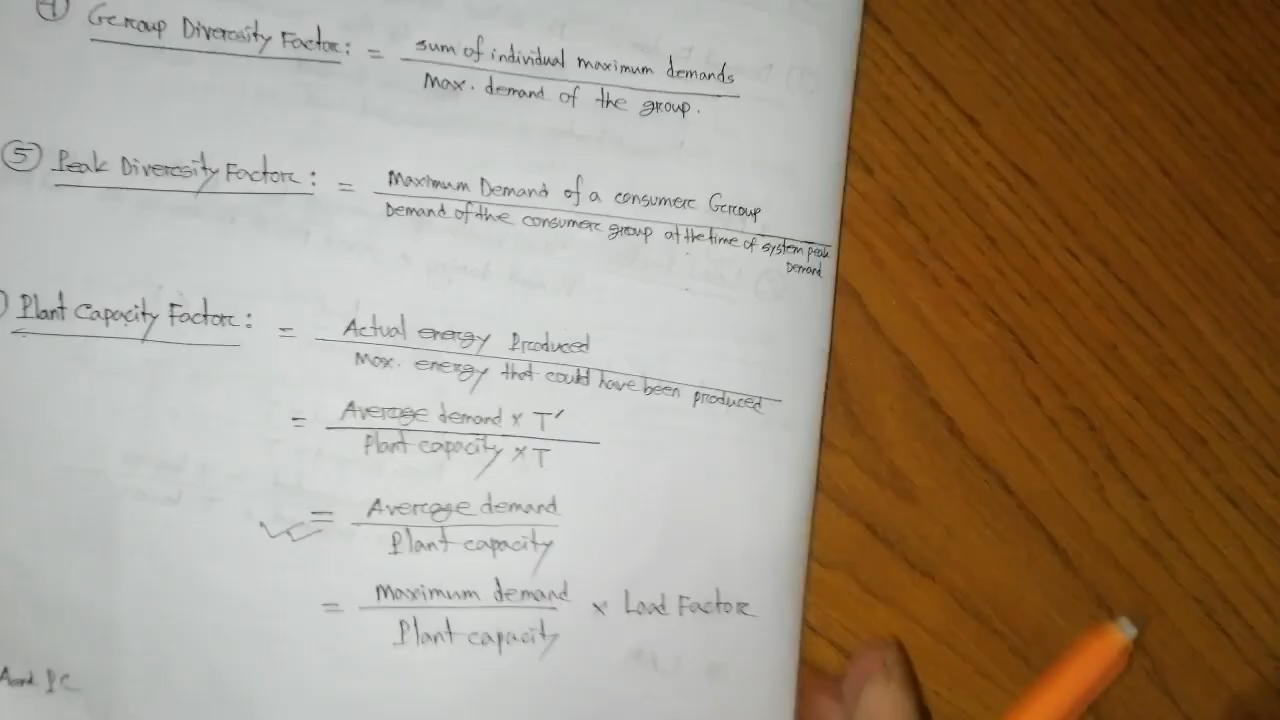 ④ Group Diversity Factor: = sum of individual maximum demands
Max. demand of the group.
⑤ Peak Diversity Factor: = Maximum Demand of a consumer Group
Demand of the consumer group at the time of system peak
Demand
) Plant Capacity Factor: = Actual energy Produced
Max. energy that could have been produced
= Average demand × T'
Plant capacity × T
= Average demand
Plant capacity
= Maximum demand × Load Factor
Plant capacity